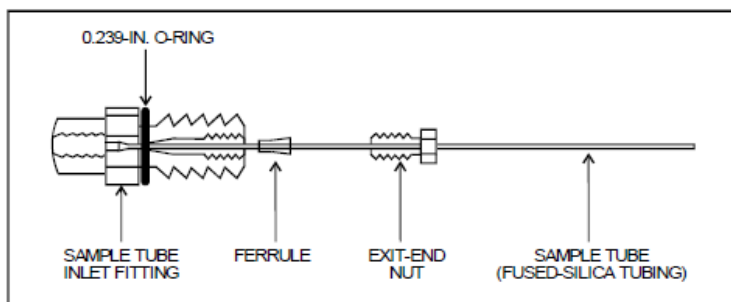 0.239-IN. O-RING
SAMPLE TUBE
INLET FITTING
FERRULE
EXIT-END
NUT
SAMPLE TUBE
(FUSED-SILICA TUBING)